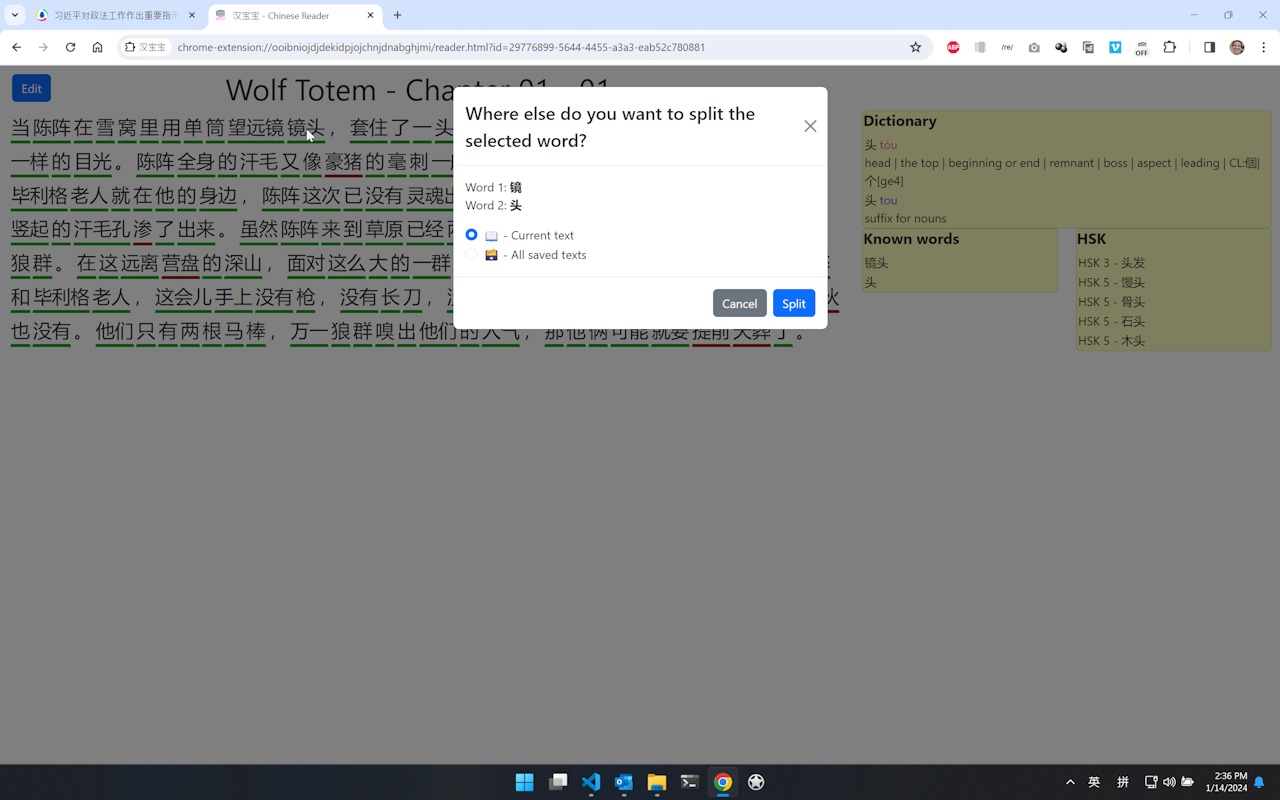 习近平对政法工作作出重要指示
汉宝宝 - Chinese Reader
汉宝宝
chrome-extension://ooibniojdjdekidpjojchnjdnabghjmi/reader.html?id=29776899-5644-4455-a3a3-eab52c780881
ABP
/re/
OFF
Edit
Wolf Totem - Cha
当陈阵在雪窝里用单筒望远镜镜头，套住了一头
一样的目光。陈阵全身的汗毛又像豪猪的毫刺一
毕利格老人就在他的身边，陈阵这次已没有灵魂出
竖起的汗毛孔渗了出来。虽然陈阵来到草原已经两
狼群。在这远离营盘的深山，面对这么大的一群
和毕利格老人，这会儿手上没有枪，没有长刀，
也没有。他们只有两根马棒，万一狼群嗅出他们的人气，那他俩可能就要提前天葬了。
Where else do you want to split the
selected word?
Word 1: 镜
Word 2: 头
- Current text
- All saved texts
Cancel
Split
Dictionary
头 tóu
head | the top | beginning or end | remnant | boss | aspect | leading | CL:個|
个[ge4]
头 tou
suffix for nouns
Known words
镜头
头
HSK
HSK 3 - 头发
HSK 5 - 馒头
HSK 5 - 骨头
HSK 5 - 石头
HSK 5 - 木头
英
拼
2:36 PM
1/14/2024